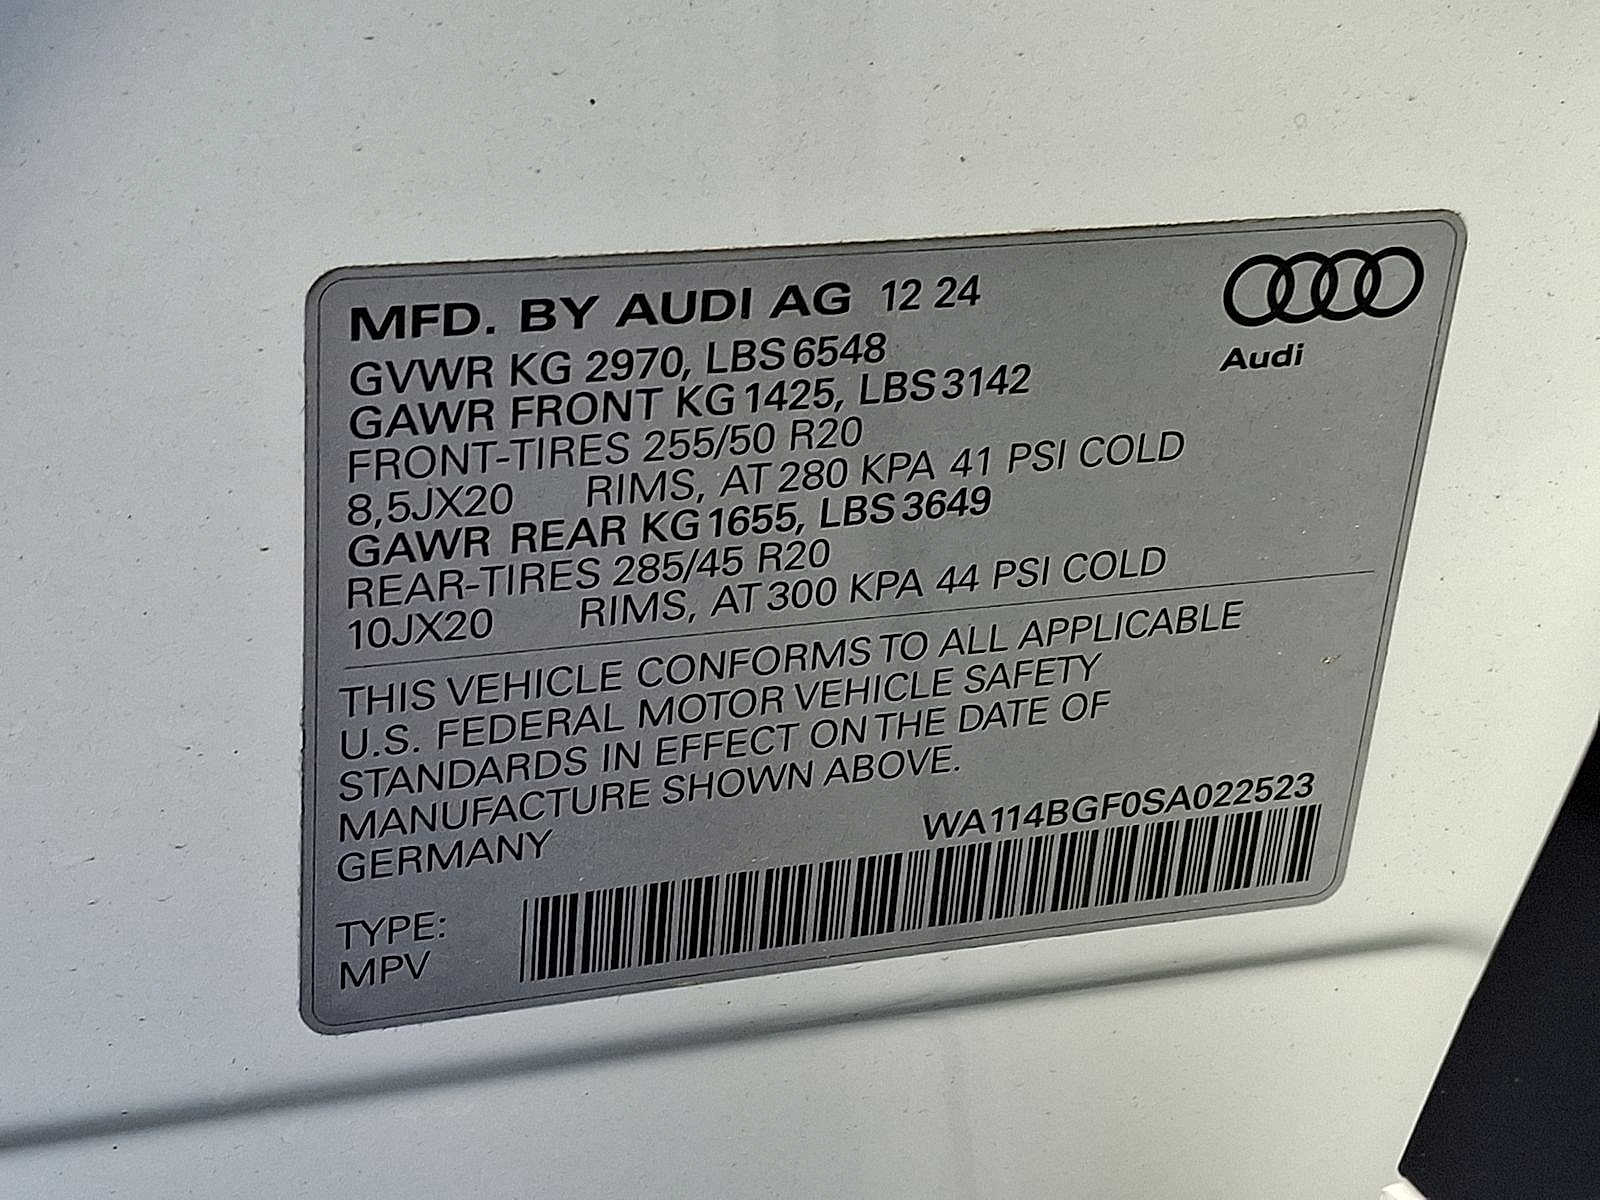 MFD. BY AUDI AG 12 24
Audi
GVWR KG 2970, LBS 6548
GAWR FRONT KG 1425, LBS 3142
FRONT-TIRES 255/50 R20
8,5JX20 RIMS, AT 280 KPA 41 PSI COLD
GAWR REAR KG 1655, LBS 3649
REAR-TIRES 285/45 R20
10JX20 RIMS, AT 300 KPA 44 PSI COLD
THIS VEHICLE CONFORMS TO ALL APPLICABLE
U.S. FEDERAL MOTOR VEHICLE SAFETY
STANDARDS IN EFFECT ON THE DATE OF
MANUFACTURE SHOWN ABOVE.
GERMANY
WA114BGF0SA022523
TYPE:
MPV